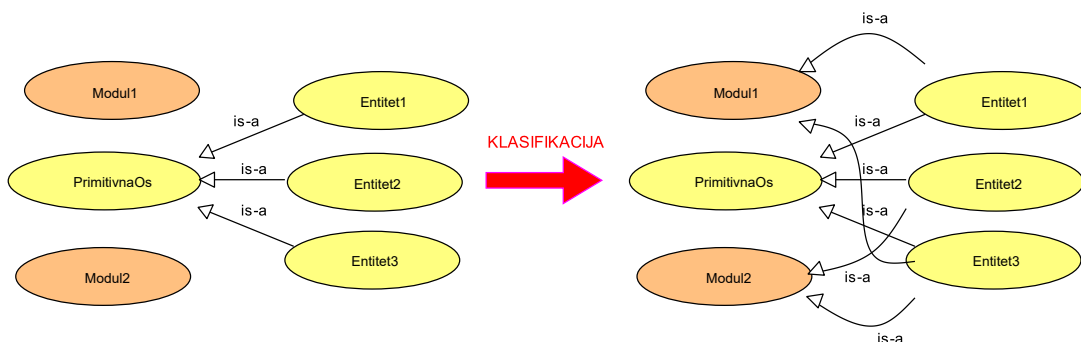 Modul1
Entitet1
is-a
PrimitivnaOs
is-a
Entitet2
is-a
Modul2
Entitet3
KLASIFIKACIJA
is-a
Modul1
Entitet1
is-a
is-a
PrimitivnaOs
Entitet2
is-a
Modul2
is-a
Entitet3
is-a